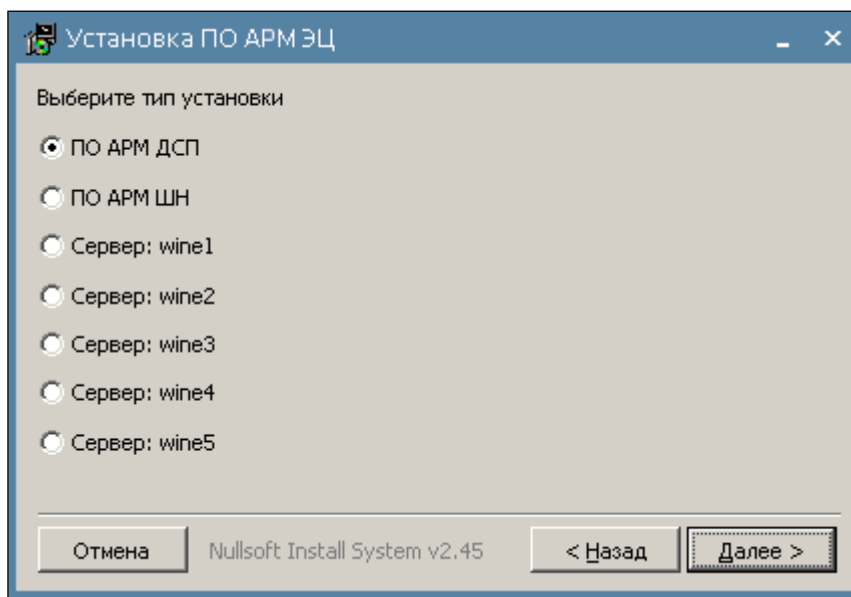 Установка ПО АРМ ЭЦ
Выберите тип установки
ПО АРМ ДСП
ПО АРМ ШН
Сервер: wine1
Сервер: wine2
Сервер: wine3
Сервер: wine4
Сервер: wine5
Отмена Nullsoft Install System v2.45 < Назад Далее >